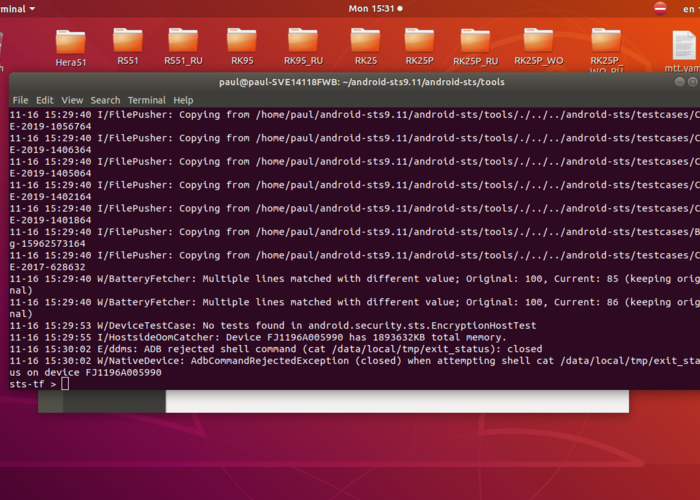 minal
Mon 15:31
en
Hera51
RS51
RS51_RU
RK95
RK95_RU
RK25
RK25P
RK25P_RU
RK25P_WO
RK25P_
WO_RU
mtt.yam
paul@paul-SVE14118FWB: ~/android-sts9.11/android-sts/tools
File Edit View Search Terminal Help
11-16 15:29:40 I/FilePusher: Copying from /home/paul/android-sts9.11/android-sts/tools/./../../android-sts/testcases/C
E-2019-1056764
11-16 15:29:40 I/FilePusher: Copying from /home/paul/android-sts9.11/android-sts/tools/./../../android-sts/testcases/C
E-2019-1406364
11-16 15:29:40 I/FilePusher: Copying from /home/paul/android-sts9.11/android-sts/tools/./../../android-sts/testcases/C
E-2019-1405064
11-16 15:29:40 I/FilePusher: Copying from /home/paul/android-sts9.11/android-sts/tools/./../../android-sts/testcases/C
E-2019-1402164
11-16 15:29:40 I/FilePusher: Copying from /home/paul/android-sts9.11/android-sts/tools/./../../android-sts/testcases/C
E-2019-1401864
11-16 15:29:40 I/FilePusher: Copying from /home/paul/android-sts9.11/android-sts/tools/./../../android-sts/testcases/B
g-15962573164
11-16 15:29:40 I/FilePusher: Copying from /home/paul/android-sts9.11/android-sts/tools/./../../android-sts/testcases/C
E-2017-628632
11-16 15:29:40 W/BatteryFetcher: Multiple lines matched with different value; Original: 100, Current: 85 (keeping orig
nal)
11-16 15:29:40 W/BatteryFetcher: Multiple lines matched with different value; Original: 100, Current: 86 (keeping orig
nal)
11-16 15:29:53 W/DeviceTestCase: No tests found in android.security.sts.EncryptionHostTest
11-16 15:29:55 I/HostsideOomCatcher: Device FJ1196A005990 has 1893632KB total memory.
11-16 15:30:02 E/ddms: ADB rejected shell command (cat /data/local/tmp/exit_status): closed
11-16 15:30:02 W/NativeDevice: AdbCommandRejectedException (closed) when attempting shell cat /data/local/tmp/exit_sta
us on device FJ1196A005990
sts-tf >